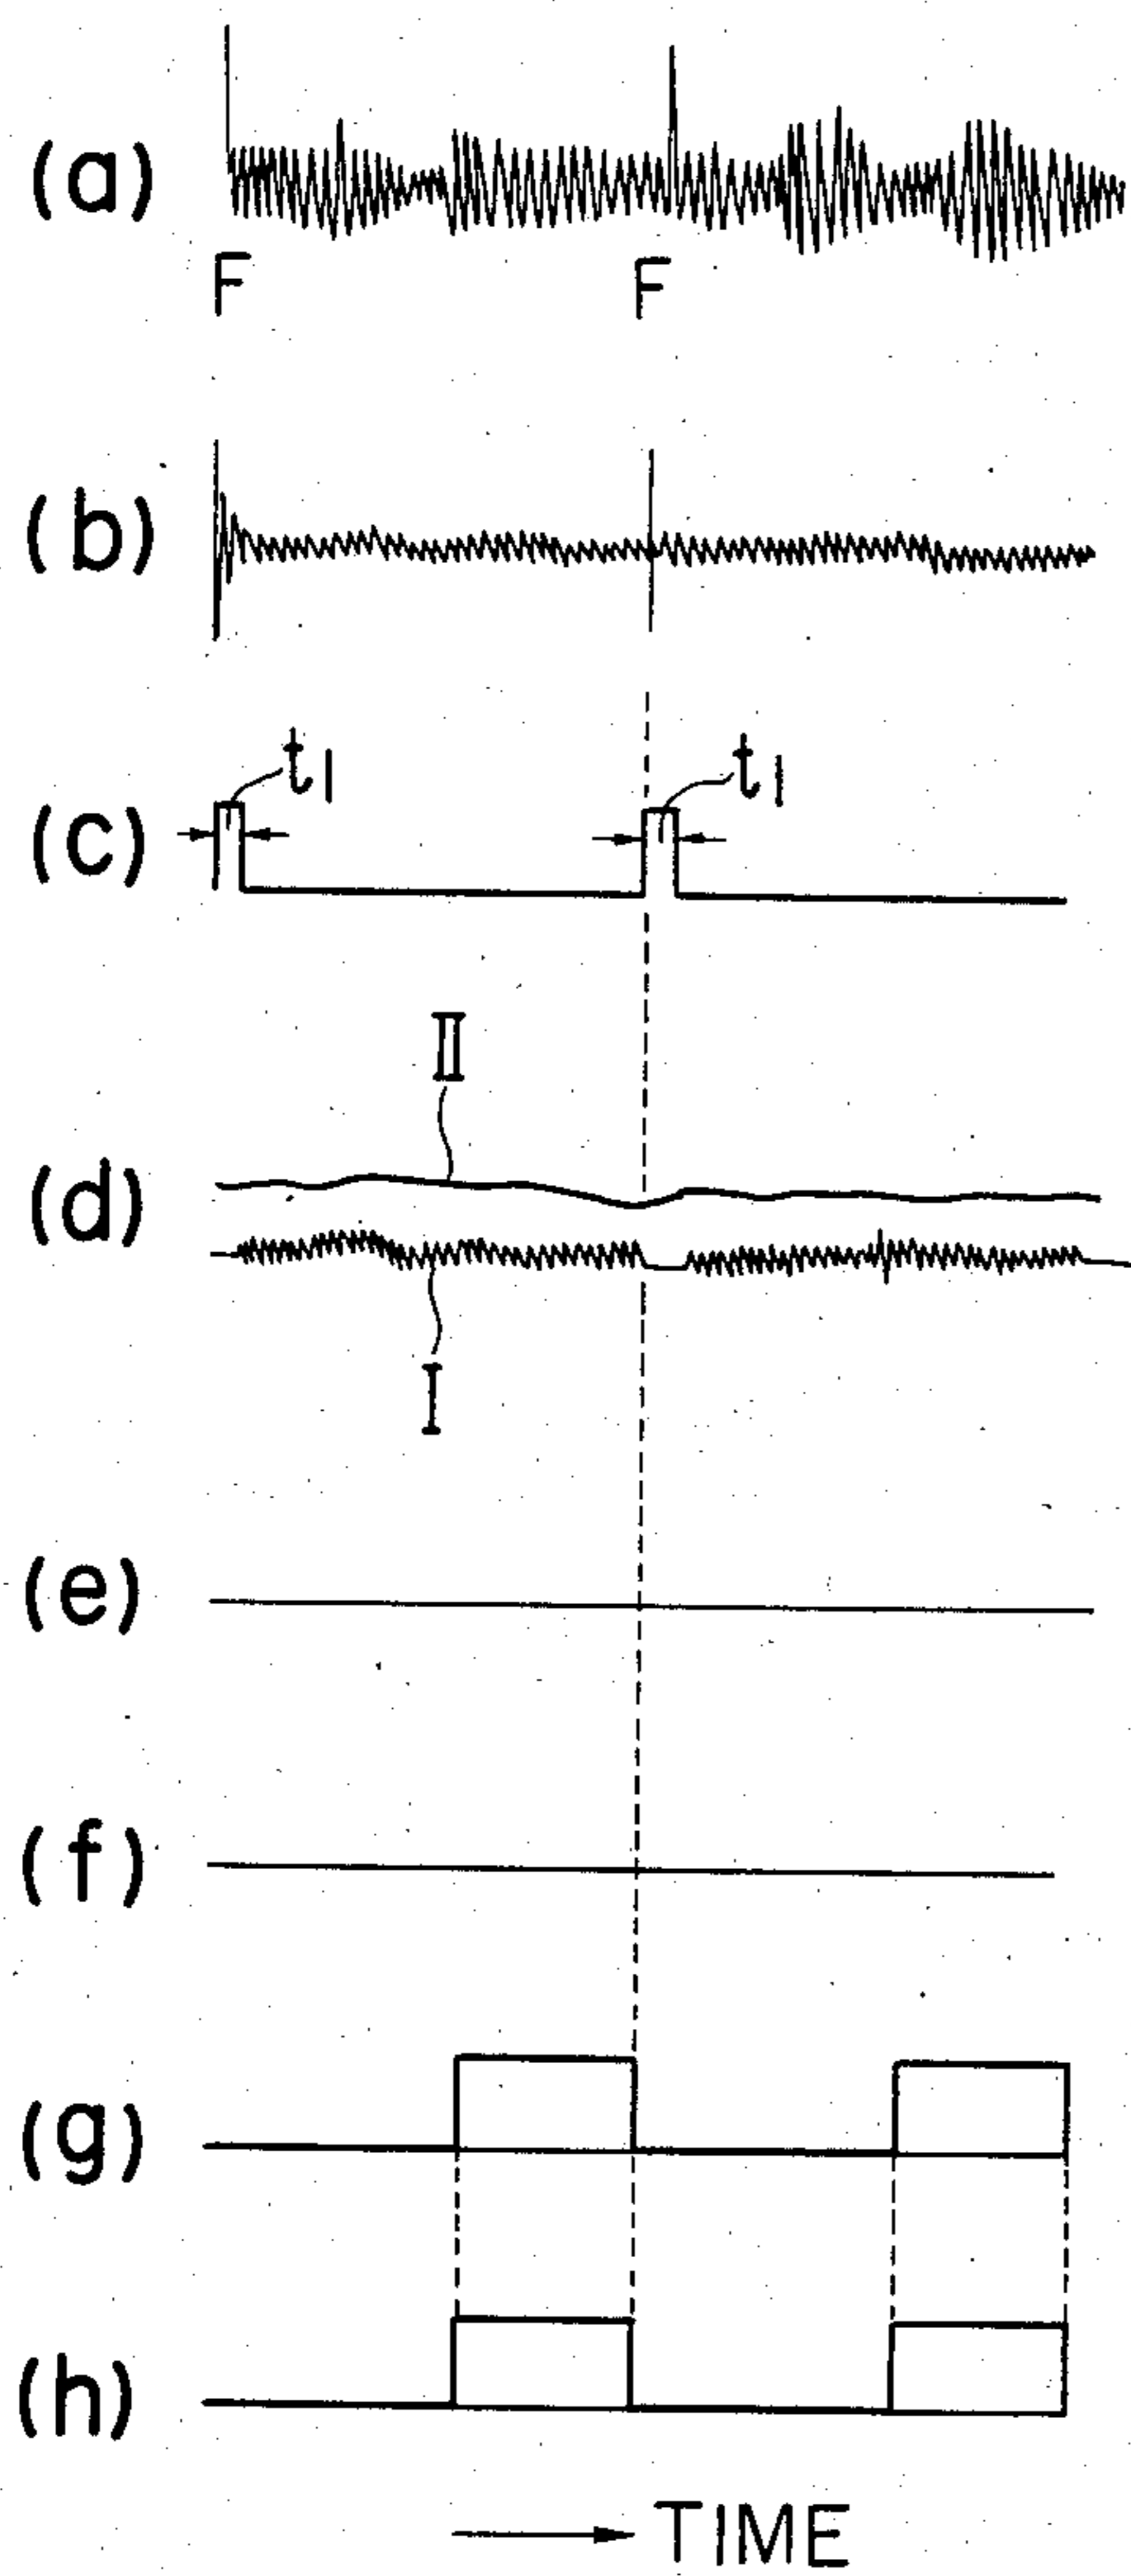 (a)
F F
(b)
(c) t1 t1
II
(d)
I
(e)
(f)
(g)
(h)
TIME